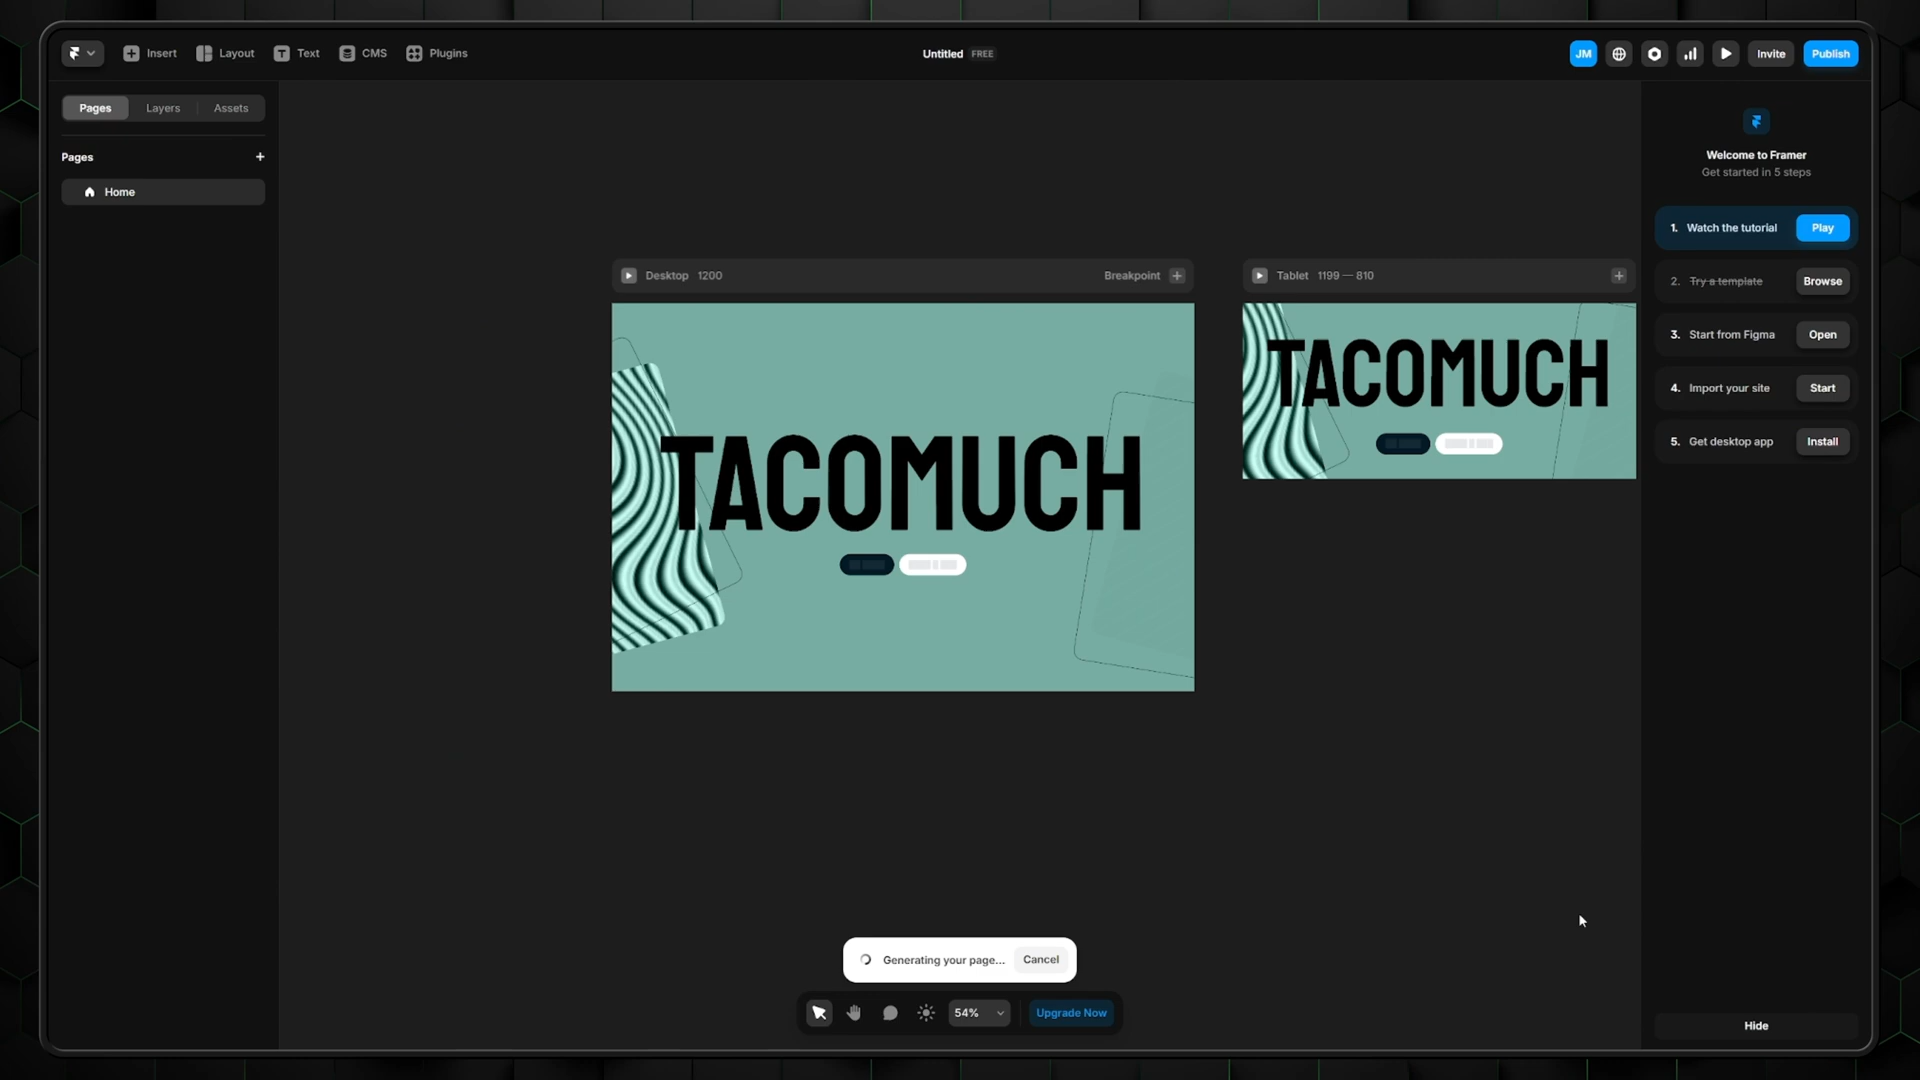 Insert
Layout
Text
CMS
Plugins
Untitled FREE
JM
Invite
Publish
Pages
Layers
Assets
Pages
Home
Desktop 1200
Breakpoint
TACOMUCH
Tablet 1199 — 810
TACOMUCH
Welcome to Framer
Get started in 5 steps
1. Watch the tutorial
Play
2. Try a template
Browse
3. Start from Figma
Open
4. Import your site
Start
5. Get desktop app
Install
Generating your page...
Cancel
54%
Upgrade Now
Hide